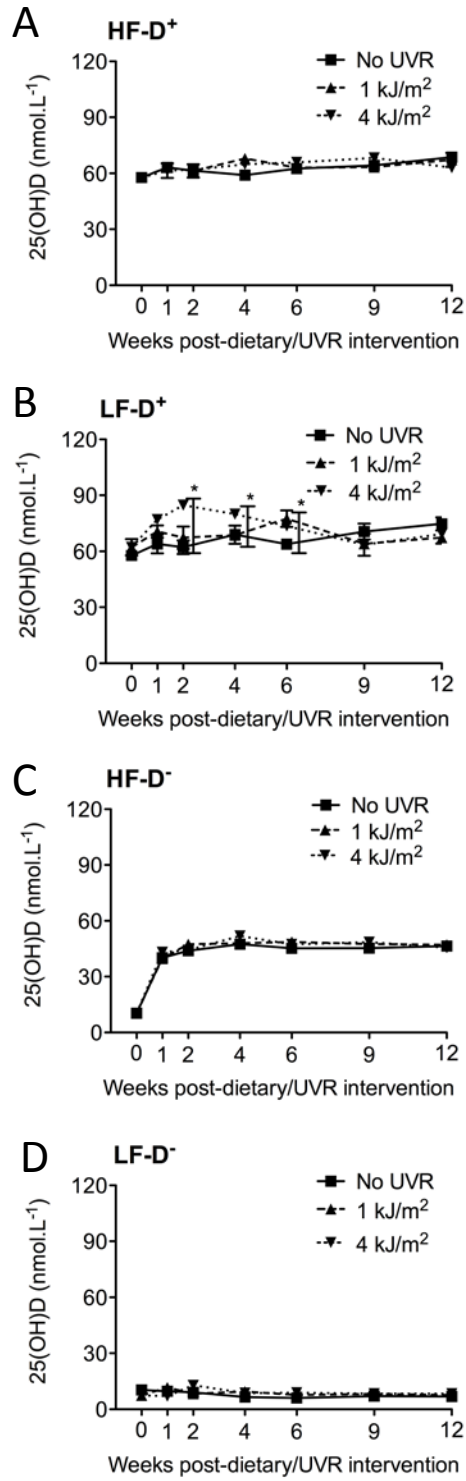 A
HF-D⁺
No UVR
1 kJ/m²
4 kJ/m²
120
90
60
30
0
25(OH)D (nmol.L⁻¹)
0 1 2 4 6 9 12
Weeks post-dietary/UVR intervention
B
LF-D⁺
No UVR
1 kJ/m²
4 kJ/m²
120
90
60
30
0
25(OH)D (nmol.L⁻¹)
* * *
0 1 2 4 6 9 12
Weeks post-dietary/UVR intervention
C
HF-D⁻
No UVR
1 kJ/m²
4 kJ/m²
120
90
60
30
0
25(OH)D (nmol.L⁻¹)
0 1 2 4 6 9 12
Weeks post-dietary/UVR intervention
D
LF-D⁻
No UVR
1 kJ/m²
4 kJ/m²
120
90
60
30
0
25(OH)D (nmol.L⁻¹)
0 1 2 4 6 9 12
Weeks post-dietary/UVR intervention